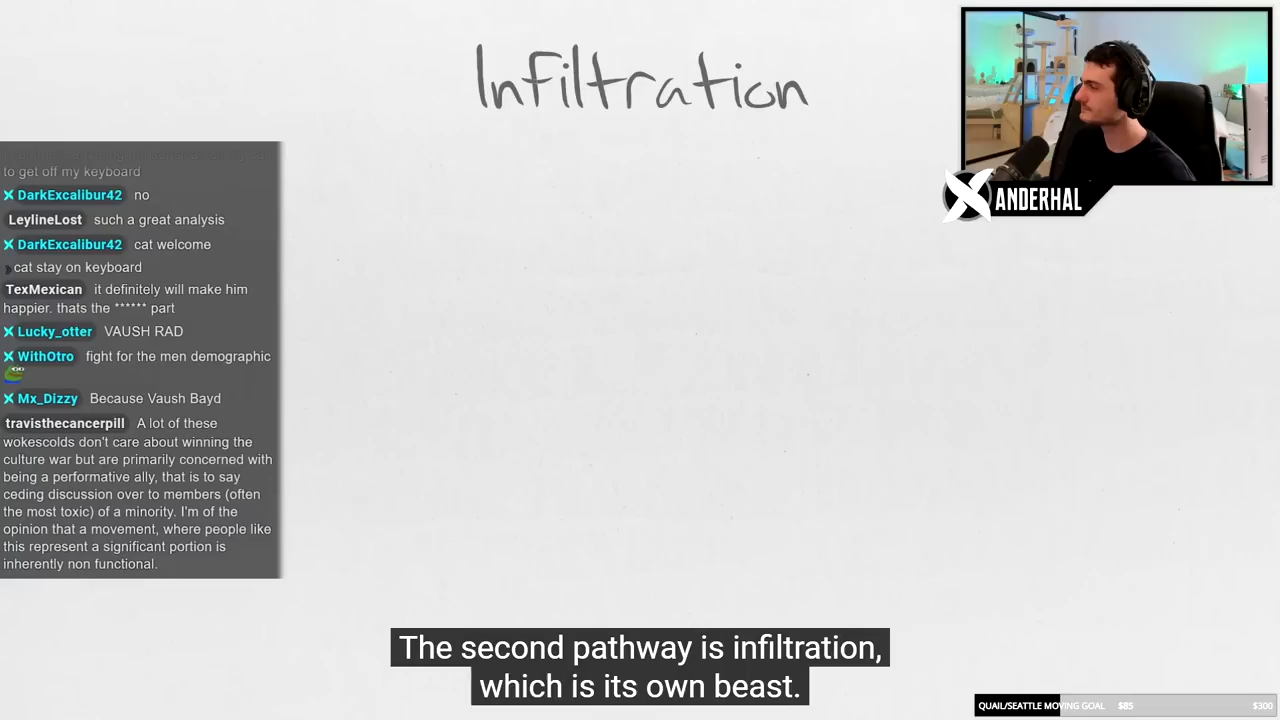 Infiltration
to get off my keyboard
DarkExcalibur42 no
LeylineLost such a great analysis
DarkExcalibur42 cat welcome
cat stay on keyboard
TexMexican it definitely will make him
happier. thats the ****** part
Lucky_otter VAUSH RAD
WithOtro fight for the men demographic
Mx_Dizzy Because Vaush Bayd
travisthecancerpill A lot of these
wokescolds don't care about winning the
culture war but are primarily concerned with
being a performative ally, that is to say
ceding discussion over to members (often
the most toxic) of a minority. I'm of the
opinion that a movement, where people like
this represent a significant portion is
inherently non functional.
ANDERHAL
The second pathway is infiltration,
which is its own beast.
QUAIL/SEATTLE MOVING GOAL $85 $300